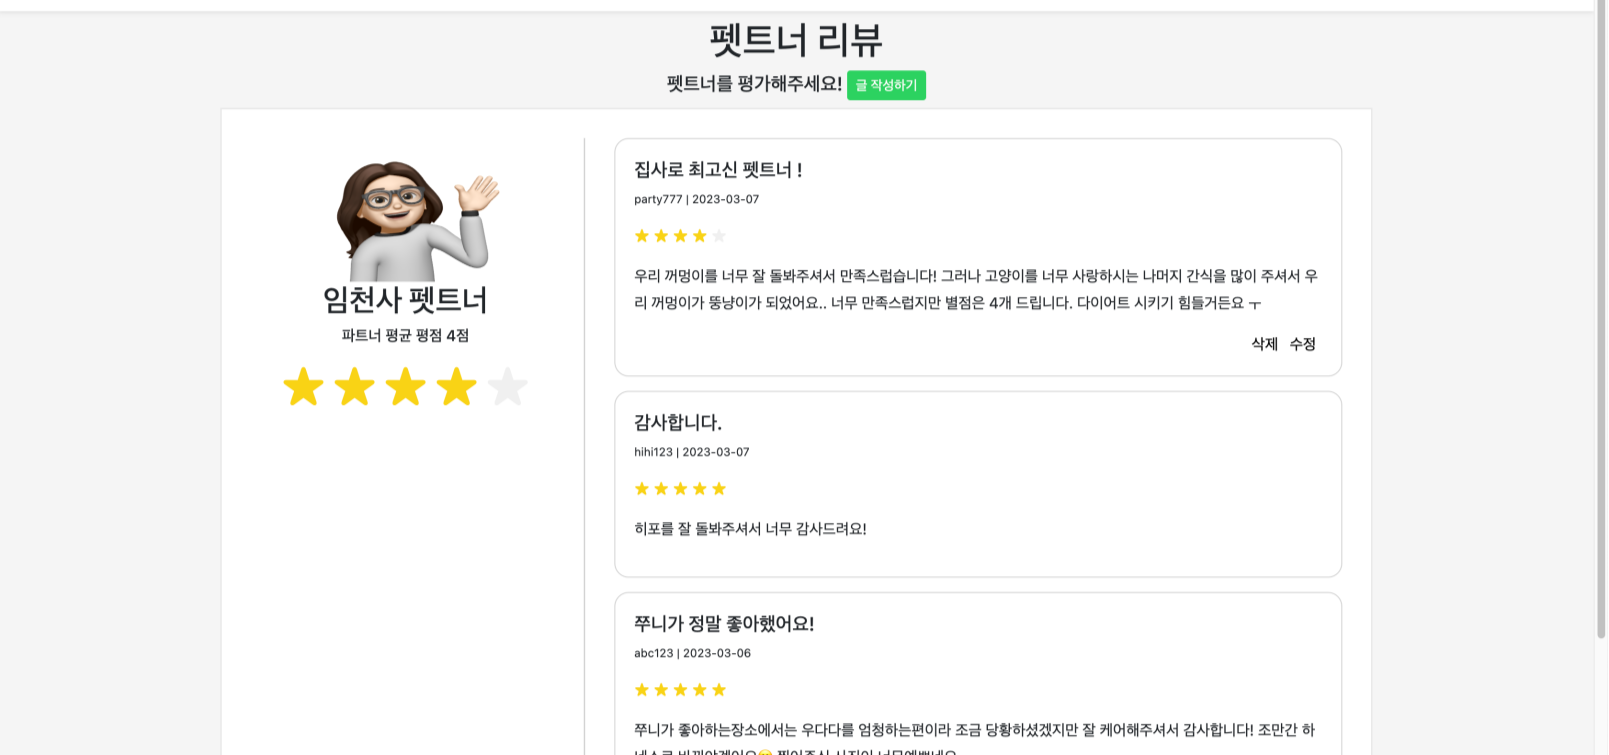 펫트너 리뷰
펫트너를 평가해주세요! 글 작성하기
임천사 펫트너
파트너 평균 평점 4점
집사로 최고신 펫트너 !
party777 | 2023-03-07
우리 꺼멍이를 너무 잘 돌봐주셔서 만족스럽습니다! 그러나 고양이를 너무 사랑하시는 나머지 간식을 많이 주셔서 우
리 꺼멍이가 뚱냥이가 되었어요.. 너무 만족스럽지만 별점은 4개 드립니다. 다이어트 시키기 힘들거든요 ㅜ
삭제 수정
감사합니다.
hihi123 | 2023-03-07
히포를 잘 돌봐주셔서 너무 감사드려요!
쭈니가 정말 좋아했어요!
abc123 | 2023-03-06
쭈니가 좋아하는장소에서는 우다다를 엄청하는편이라 조금 당황하셨겠지만 잘 케어해주셔서 감사합니다! 조만간 하